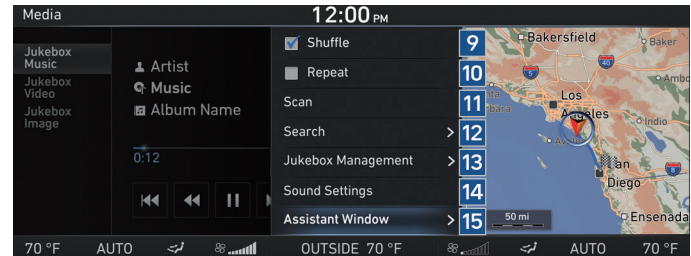 Media
12:00 PM
Jukebox Music
Jukebox Video
Jukebox Image
Artist
Music
Album Name
0:12
Shuffle
9
Repeat
10
Scan
11
Search > 12
Jukebox Management > 13
Sound Settings
14
Assistant Window > 15
Bakersfield
Baker
40
5
Los Angeles
Indio
8
San Diego
Ensenada
50 mi
70 °F
AUTO
OUTSIDE 70 °F
AUTO
70 °F